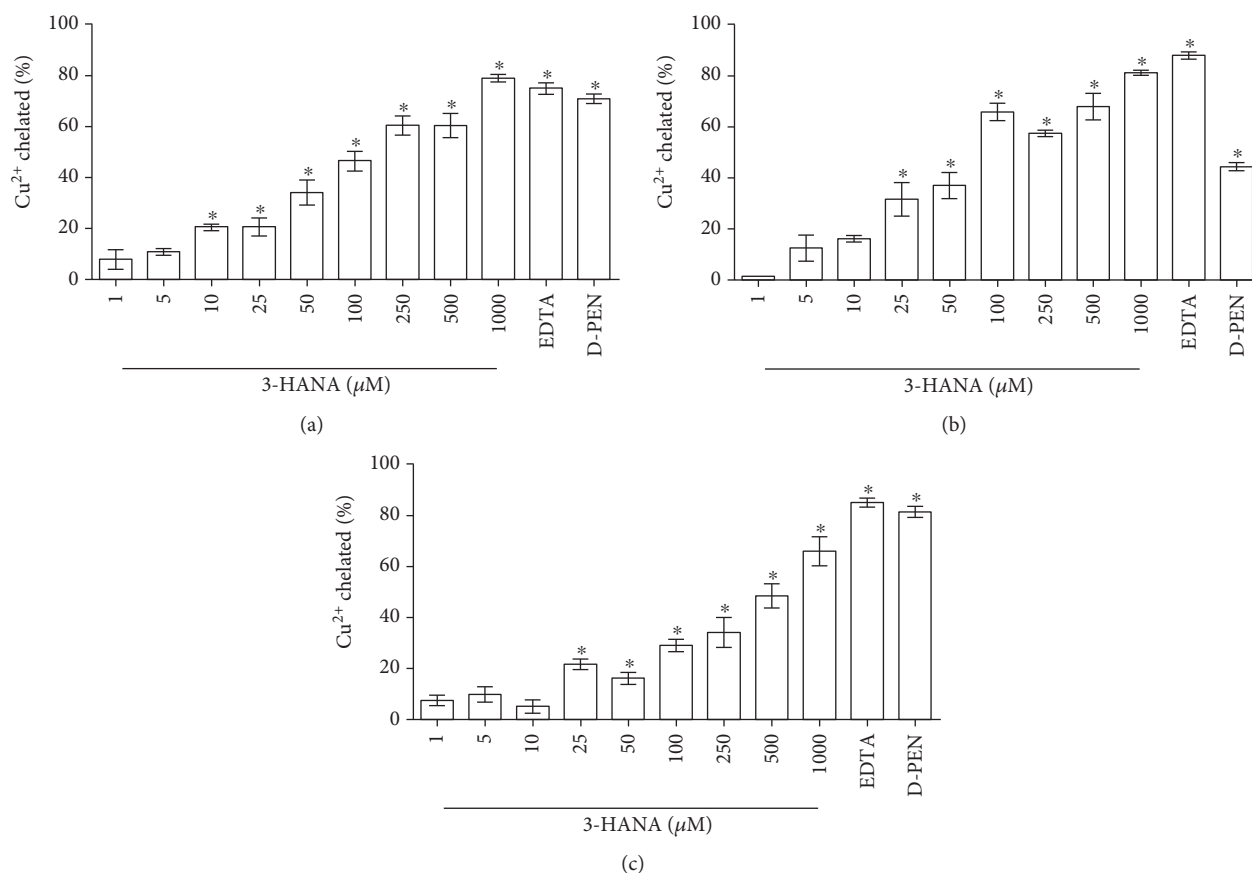 100
80
60
40
20
0
Cu²⁺ chelated (%)
* * * * * * * * *
1 5 10 25 50 100 250 500 1000 EDTA D-PEN
3-HANA (μM)
(a)
100
80
60
40
20
0
Cu²⁺ chelated (%)
* * * * * * * *
1 5 10 25 50 100 250 500 1000 EDTA D-PEN
3-HANA (μM)
(b)
100
80
60
40
20
0
Cu²⁺ chelated (%)
* * * * * * * *
1 5 10 25 50 100 250 500 1000 EDTA D-PEN
3-HANA (μM)
(c)